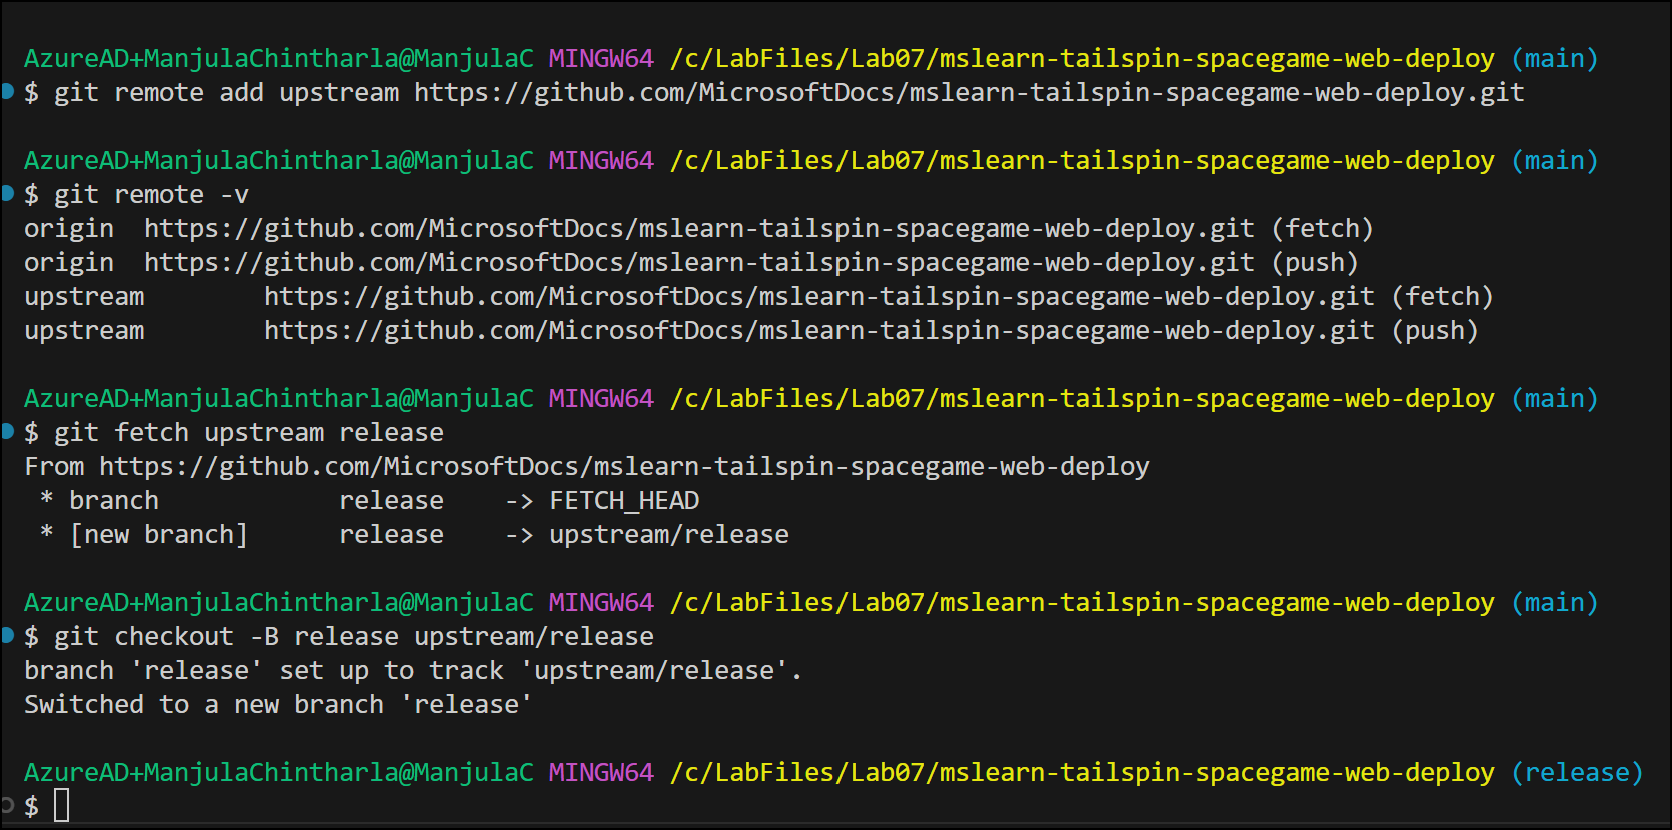 AzureAD+ManjulaChintharla@ManjulaC MINGW64 /c/LabFiles/Lab07/mslearn-tailspin-spacegame-web-deploy (main)
$ git remote add upstream https://github.com/MicrosoftDocs/mslearn-tailspin-spacegame-web-deploy.git
AzureAD+ManjulaChintharla@ManjulaC MINGW64 /c/LabFiles/Lab07/mslearn-tailspin-spacegame-web-deploy (main)
$ git remote -v
origin  https://github.com/MicrosoftDocs/mslearn-tailspin-spacegame-web-deploy.git (fetch)
origin  https://github.com/MicrosoftDocs/mslearn-tailspin-spacegame-web-deploy.git (push)
upstream        https://github.com/MicrosoftDocs/mslearn-tailspin-spacegame-web-deploy.git (fetch)
upstream        https://github.com/MicrosoftDocs/mslearn-tailspin-spacegame-web-deploy.git (push)
AzureAD+ManjulaChintharla@ManjulaC MINGW64 /c/LabFiles/Lab07/mslearn-tailspin-spacegame-web-deploy (main)
$ git fetch upstream release
From https://github.com/MicrosoftDocs/mslearn-tailspin-spacegame-web-deploy
 * branch            release    -> FETCH_HEAD
 * [new branch]      release    -> upstream/release
AzureAD+ManjulaChintharla@ManjulaC MINGW64 /c/LabFiles/Lab07/mslearn-tailspin-spacegame-web-deploy (main)
$ git checkout -B release upstream/release
branch 'release' set up to track 'upstream/release'.
Switched to a new branch 'release'
AzureAD+ManjulaChintharla@ManjulaC MINGW64 /c/LabFiles/Lab07/mslearn-tailspin-spacegame-web-deploy (release)
$